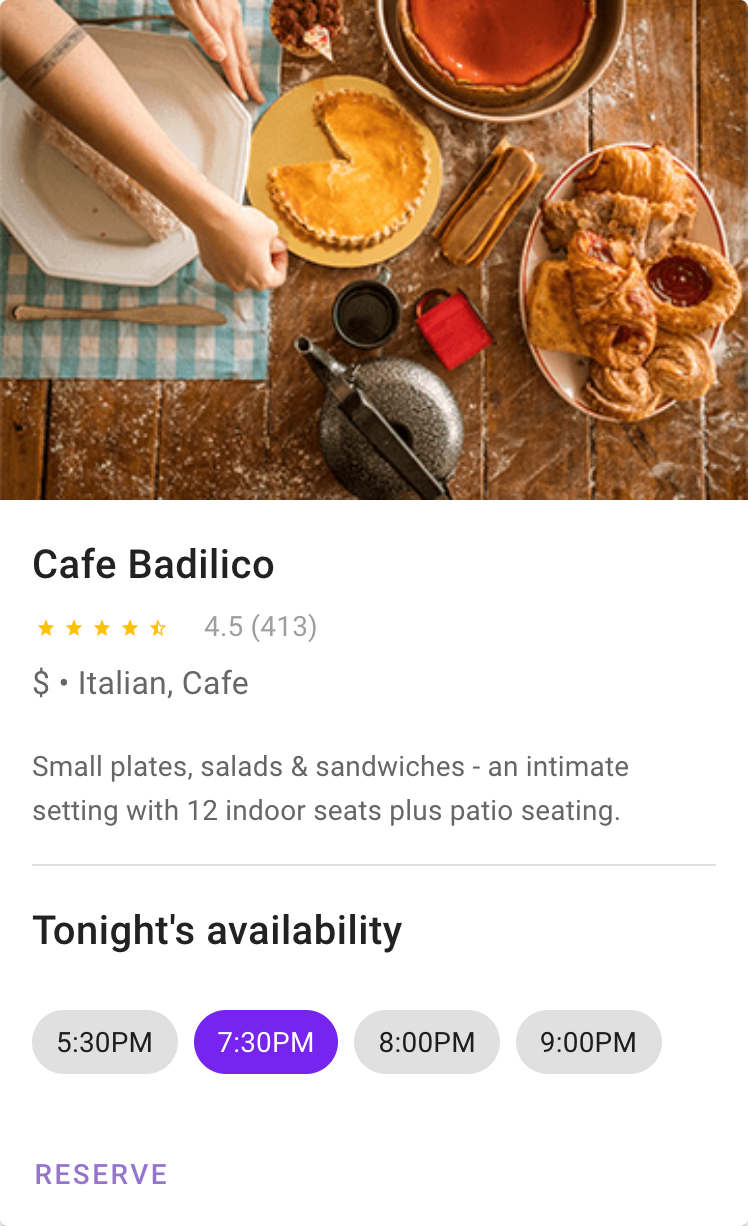 Cafe Badilico
4.5 (413)
$ • Italian, Cafe
Small plates, salads & sandwiches - an intimate
setting with 12 indoor seats plus patio seating.
Tonight's availability
5:30PM 7:30PM 8:00PM 9:00PM
RESERVE